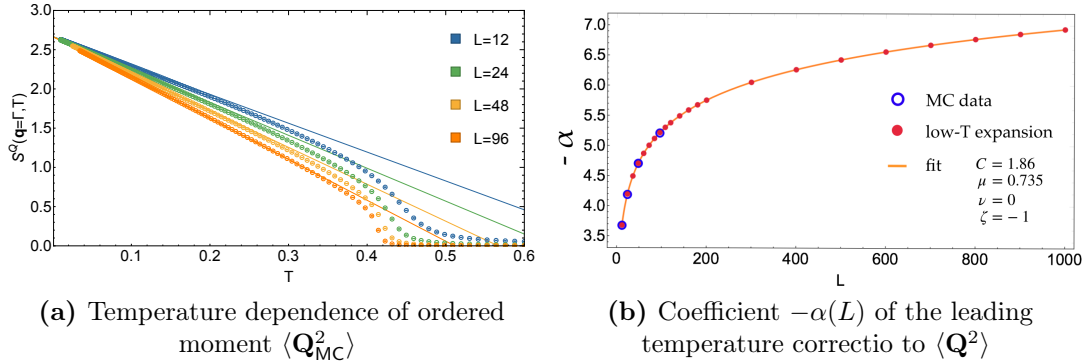 3.0
2.5
2.0
1.5
1.0
0.5
0.0
S^Q(q=Γ,T)
L=12
L=24
L=48
L=96
0.1 0.2 0.3 0.4 0.5 0.6
T
7.0
6.5
6.0
5.5
5.0
4.5
4.0
3.5
- α
MC data
low-T expansion
fit
C = 1.86
μ = 0.735
ν = 0
ζ = − 1
0 200 400 600 800 1000
L
(a) Temperature dependence of ordered
moment ⟨Q²_MC⟩
(b) Coefficient −α(L) of the leading
temperature correctio to ⟨Q²⟩